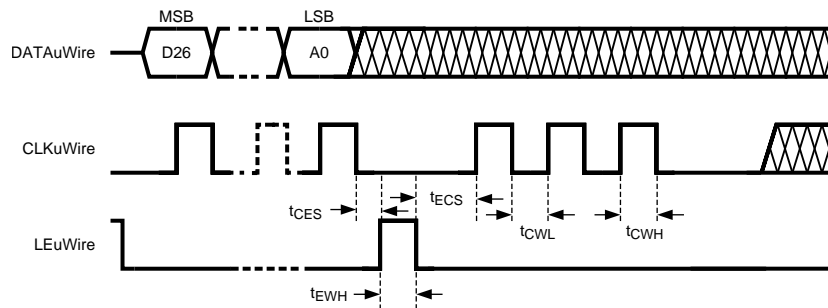 MSB LSB
DATAuWire D26 A0
CLKuWire
tECS
tCES
tCWL tCWH
LEuWire
tEWH